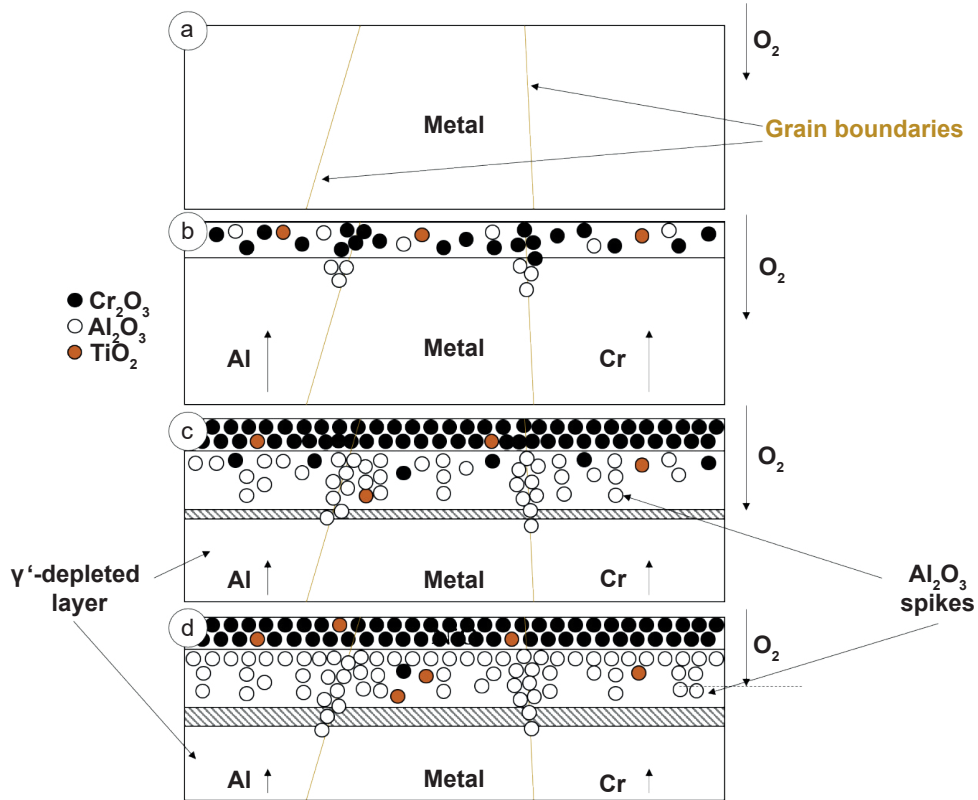 a
O₂
Metal
Grain boundaries
b
O₂
Cr₂O₃
Al₂O₃
TiO₂
Al
Metal
Cr
c
O₂
γ‘-depleted
layer
Al
Metal
Cr
Al₂O₃
spikes
d
O₂
Al
Metal
Cr